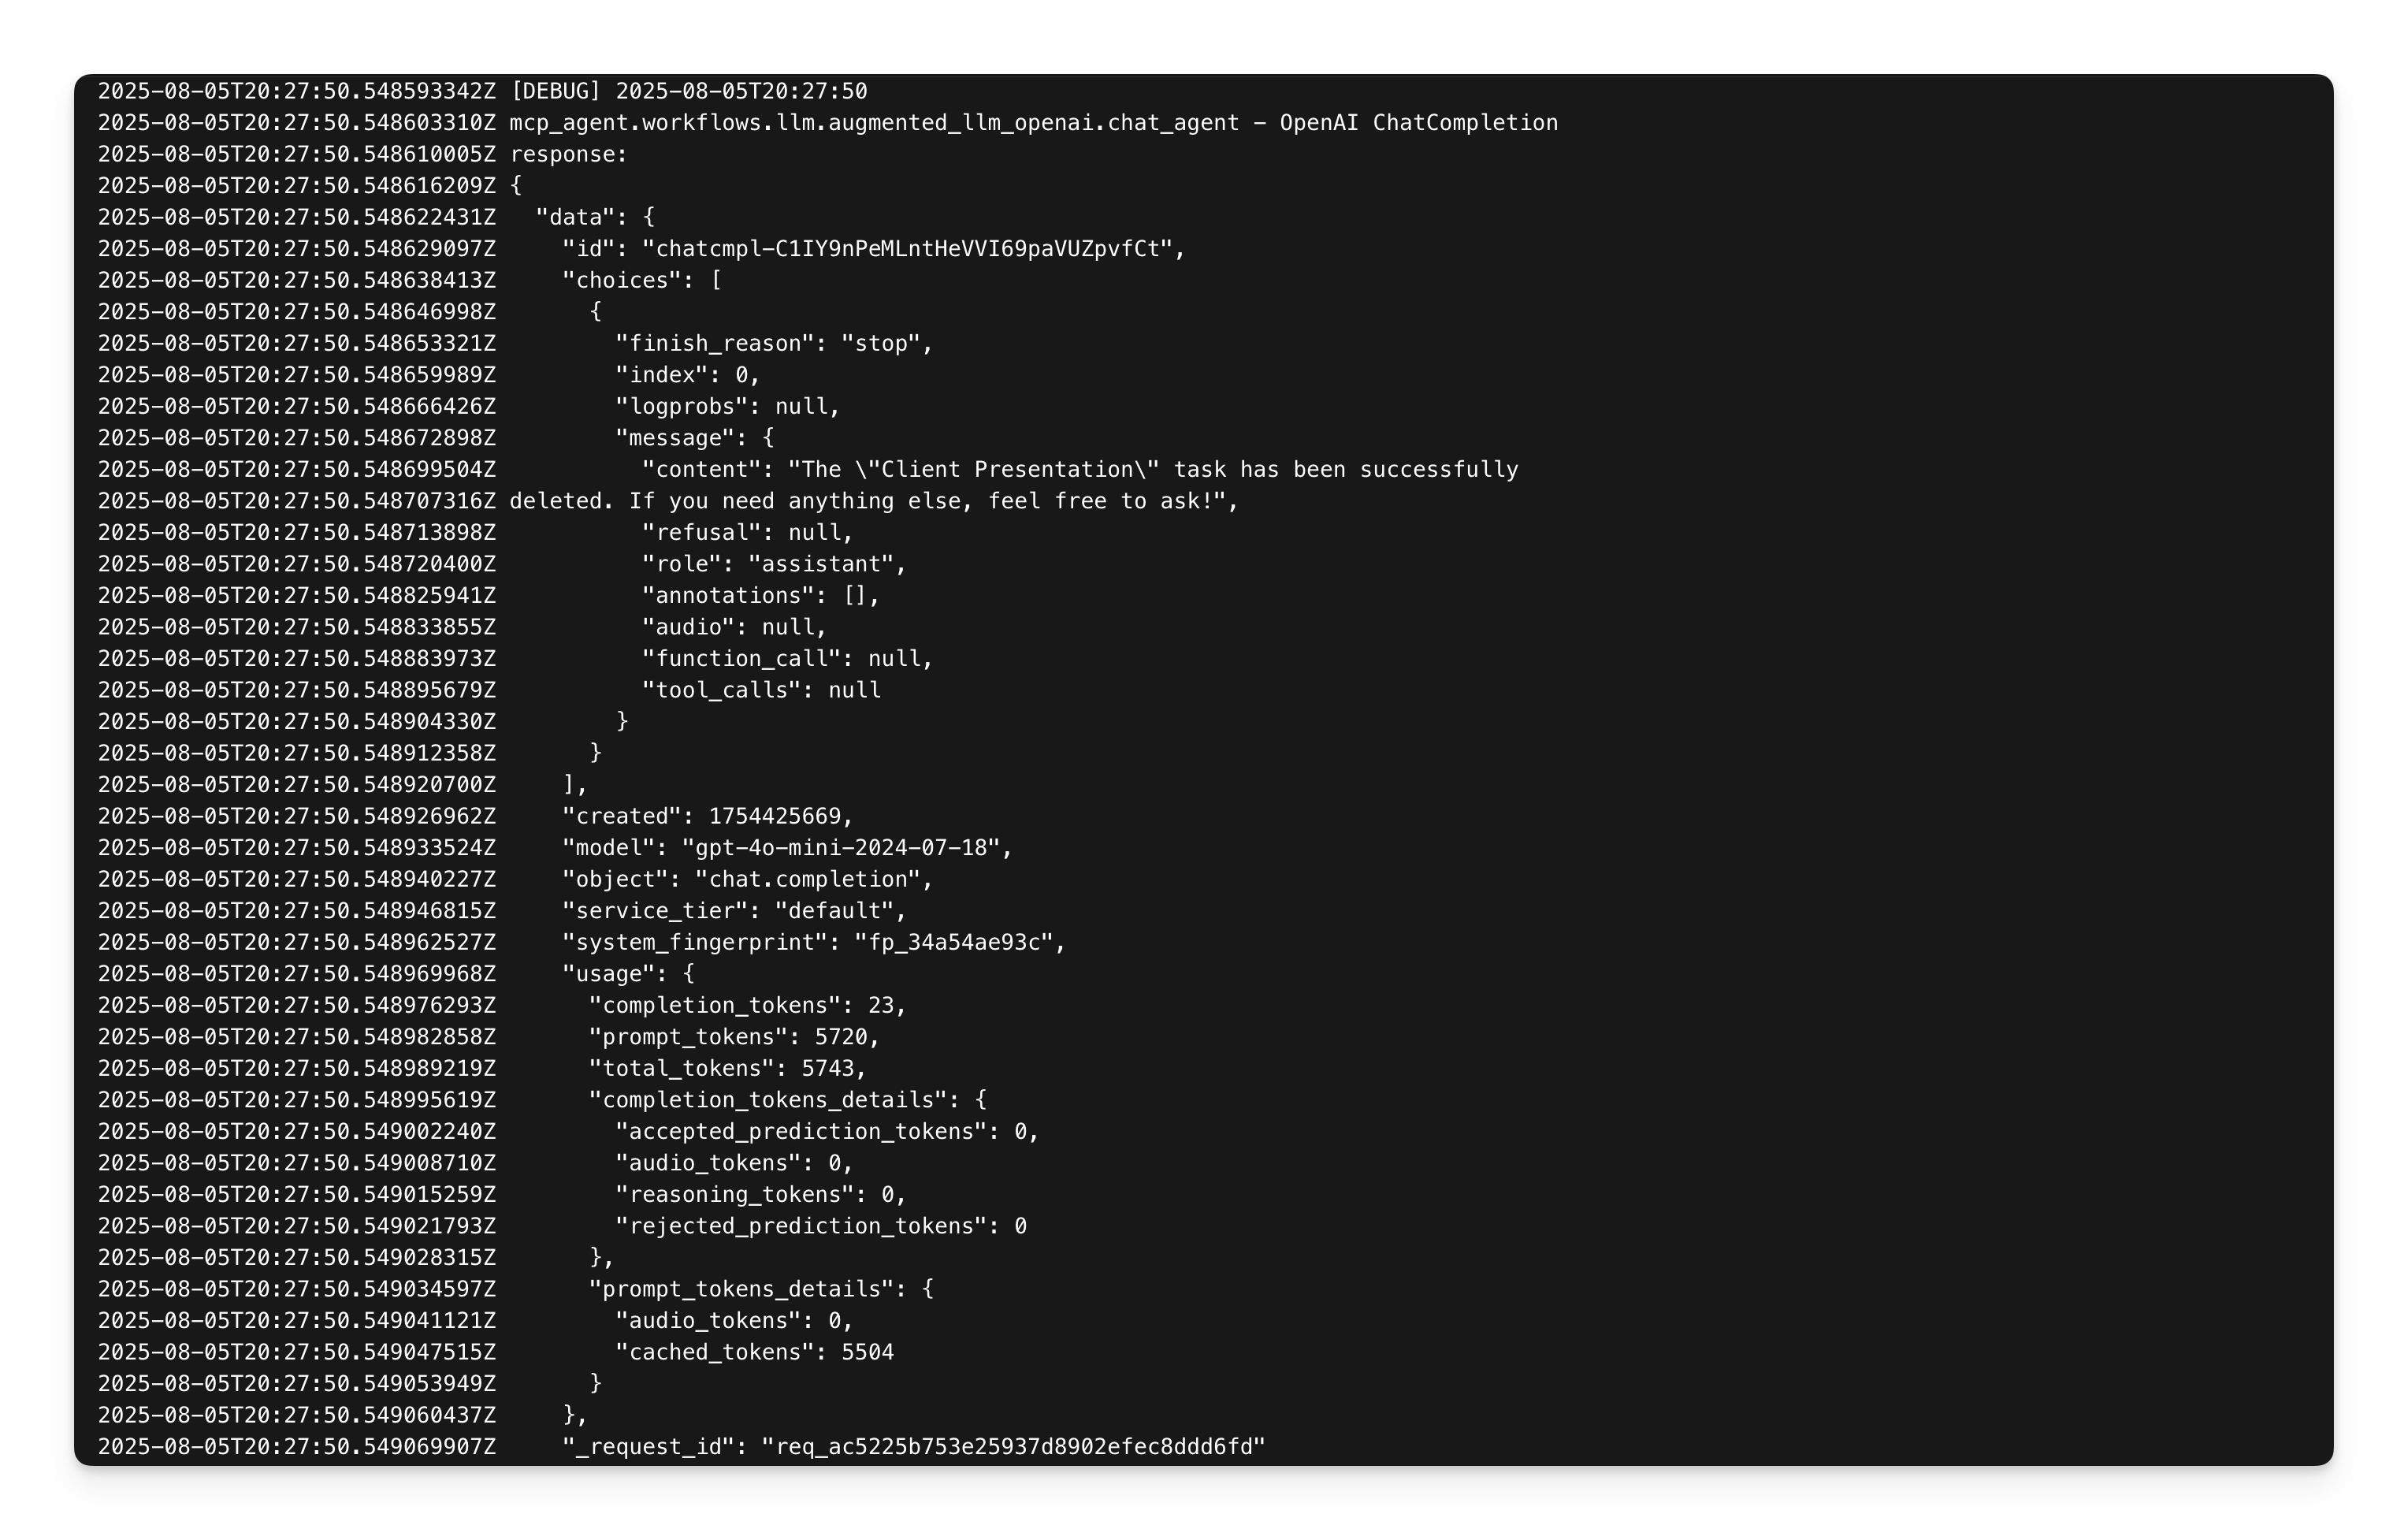 2025-08-05T20:27:50.548593342Z [DEBUG] 2025-08-05T20:27:50
2025-08-05T20:27:50.548603310Z mcp_agent.workflows.llm.augmented_llm_openai.chat_agent – OpenAI ChatCompletion
2025-08-05T20:27:50.548610005Z response:
2025-08-05T20:27:50.548616209Z {
2025-08-05T20:27:50.548622431Z   "data": {
2025-08-05T20:27:50.548629097Z     "id": "chatcmpl-C1IY9nPeMLntHeVVI69paVUZpvfCt",
2025-08-05T20:27:50.548638413Z     "choices": [
2025-08-05T20:27:50.548646998Z       {
2025-08-05T20:27:50.548653321Z         "finish_reason": "stop",
2025-08-05T20:27:50.548659989Z         "index": 0,
2025-08-05T20:27:50.548666426Z         "logprobs": null,
2025-08-05T20:27:50.548672898Z         "message": {
2025-08-05T20:27:50.548699504Z           "content": "The \"Client Presentation\" task has been successfully
2025-08-05T20:27:50.548707316Z deleted. If you need anything else, feel free to ask!",
2025-08-05T20:27:50.548713898Z           "refusal": null,
2025-08-05T20:27:50.548720400Z           "role": "assistant",
2025-08-05T20:27:50.548825941Z           "annotations": [],
2025-08-05T20:27:50.548833855Z           "audio": null,
2025-08-05T20:27:50.548883973Z           "function_call": null,
2025-08-05T20:27:50.548895679Z           "tool_calls": null
2025-08-05T20:27:50.548904330Z         }
2025-08-05T20:27:50.548912358Z       }
2025-08-05T20:27:50.548920700Z     ],
2025-08-05T20:27:50.548926962Z     "created": 1754425669,
2025-08-05T20:27:50.548933524Z     "model": "gpt-4o-mini-2024-07-18",
2025-08-05T20:27:50.548940227Z     "object": "chat.completion",
2025-08-05T20:27:50.548946815Z     "service_tier": "default",
2025-08-05T20:27:50.548962527Z     "system_fingerprint": "fp_34a54ae93c",
2025-08-05T20:27:50.548969968Z     "usage": {
2025-08-05T20:27:50.548976293Z       "completion_tokens": 23,
2025-08-05T20:27:50.548982858Z       "prompt_tokens": 5720,
2025-08-05T20:27:50.548989219Z       "total_tokens": 5743,
2025-08-05T20:27:50.548995619Z       "completion_tokens_details": {
2025-08-05T20:27:50.549002240Z         "accepted_prediction_tokens": 0,
2025-08-05T20:27:50.549008710Z         "audio_tokens": 0,
2025-08-05T20:27:50.549015259Z         "reasoning_tokens": 0,
2025-08-05T20:27:50.549021793Z         "rejected_prediction_tokens": 0
2025-08-05T20:27:50.549028315Z       },
2025-08-05T20:27:50.549034597Z       "prompt_tokens_details": {
2025-08-05T20:27:50.549041121Z         "audio_tokens": 0,
2025-08-05T20:27:50.549047515Z         "cached_tokens": 5504
2025-08-05T20:27:50.549053949Z       }
2025-08-05T20:27:50.549060437Z     },
2025-08-05T20:27:50.549069907Z     "_request_id": "req_ac5225b753e25937d8902efec8ddd6fd"